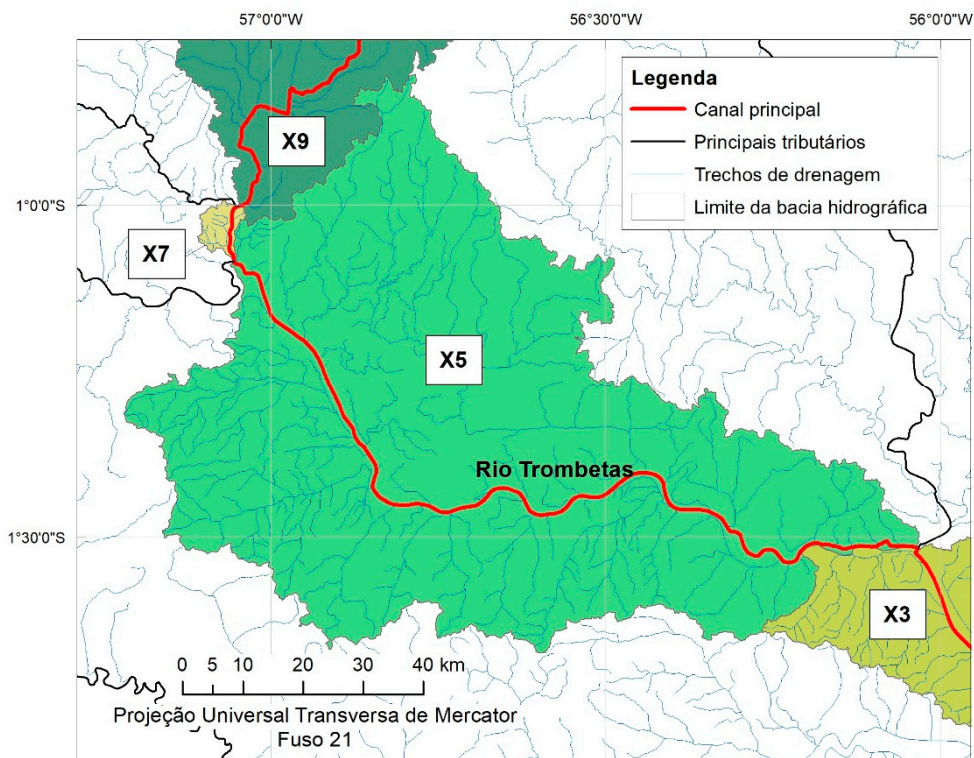 57°0'0"W
56°30'0"W
56°0'0"W
Legenda
Canal principal
Principais tributários
Trechos de drenagem
Limite da bacia hidrográfica
X9
1°0'00"S
X7
X5
Rio Trombetas
1°30'00"S
X3
0 5 10 20 30 40 km
Projeção Universal Transversa de Mercator
Fuso 21